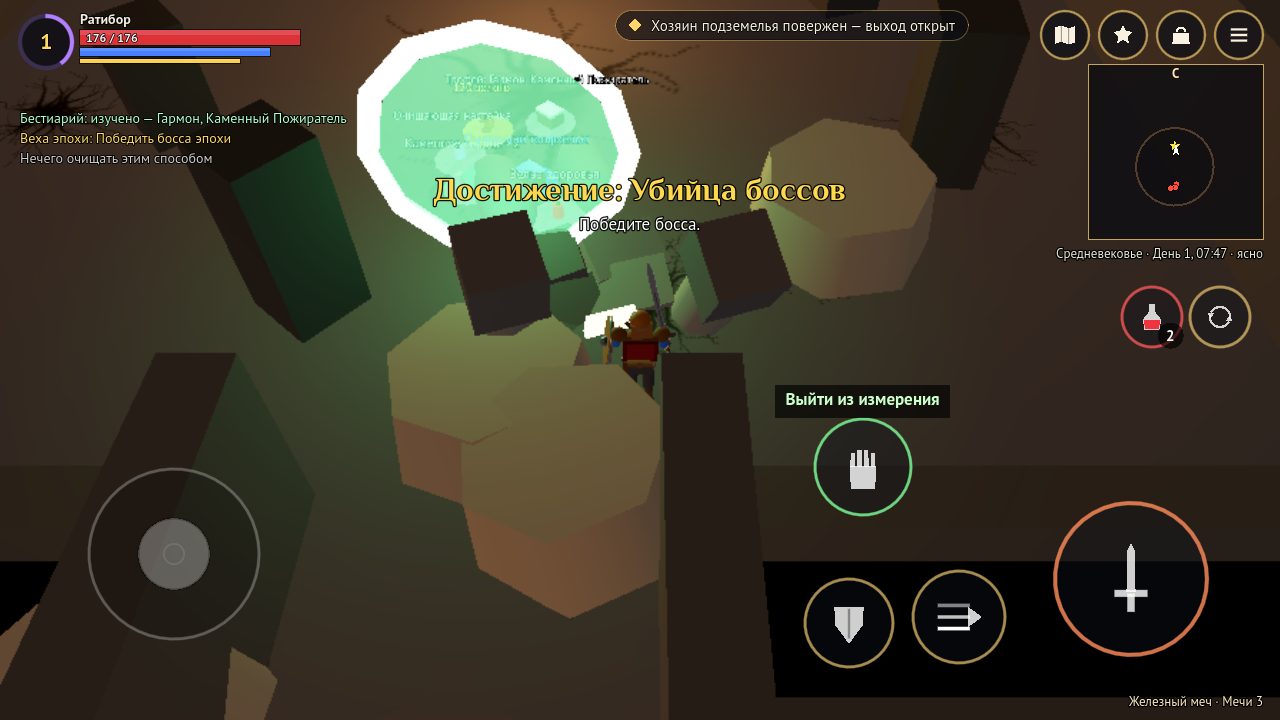 Ратибор
1
176 / 176
Хозяин подземелья повержен — выход открыт
С
Бестиарий: изучено — Гармон, Каменный Пожиратель
Веха эпохи: Победить босса эпохи
Нечего очищать этим способом
Достижение: Убийца боссов
Победите босса.
Средневековье · День 1, 07:47 · ясно
2
Выйти из измерения
Железный меч · Мечи 3